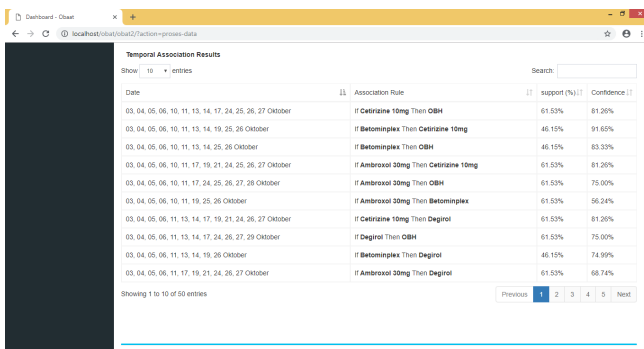 Dashboard - Obaat
localhost/obat/obat2/?action=proses-data
Temporal Association Results
Show 10 entries Search:
Date Association Rule support (%) Confidence
03, 04, 05, 06, 10, 11, 13, 14, 17, 24, 25, 26, 27 Oktober If Cetirizine 10mg Then OBH 61.53% 81.26%
03, 04, 05, 06, 10, 11, 13, 14, 19, 25, 26 Oktober If Betominplex Then Cetirizine 10mg 46.15% 91.65%
03, 04, 05, 06, 10, 11, 13, 14, 25, 26 Oktober If Betominplex Then OBH 46.15% 83.33%
03, 04, 05, 06, 10, 11, 17, 19, 21, 24, 25, 26, 27 Oktober If Ambroxol 30mg Then Cetirizine 10mg 61.53% 81.26%
03, 04, 05, 06, 10, 11, 17, 24, 25, 26, 27, 28 Oktober If Ambroxol 30mg Then OBH 61.53% 75.00%
03, 04, 05, 06, 10, 11, 19, 25, 26 Oktober If Ambroxol 30mg Then Betominplex 61.53% 56.24%
03, 04, 05, 06, 11, 13, 14, 17, 19, 21, 24, 26, 27 Oktober If Cetirizine 10mg Then Degirol 61.53% 81.26%
03, 04, 05, 06, 11, 13, 14, 17, 24, 26, 27, 29 Oktober If Degirol Then OBH 61.53% 75.00%
03, 04, 05, 06, 11, 13, 14, 19, 26 Oktober If Betominplex Then Degirol 46.15% 74.99%
03, 04, 05, 06, 11, 17, 19, 21, 24, 26, 27 Oktober If Ambroxol 30mg Then Degirol 61.53% 68.74%
Showing 1 to 10 of 50 entries Previous 1 2 3 4 5 Next